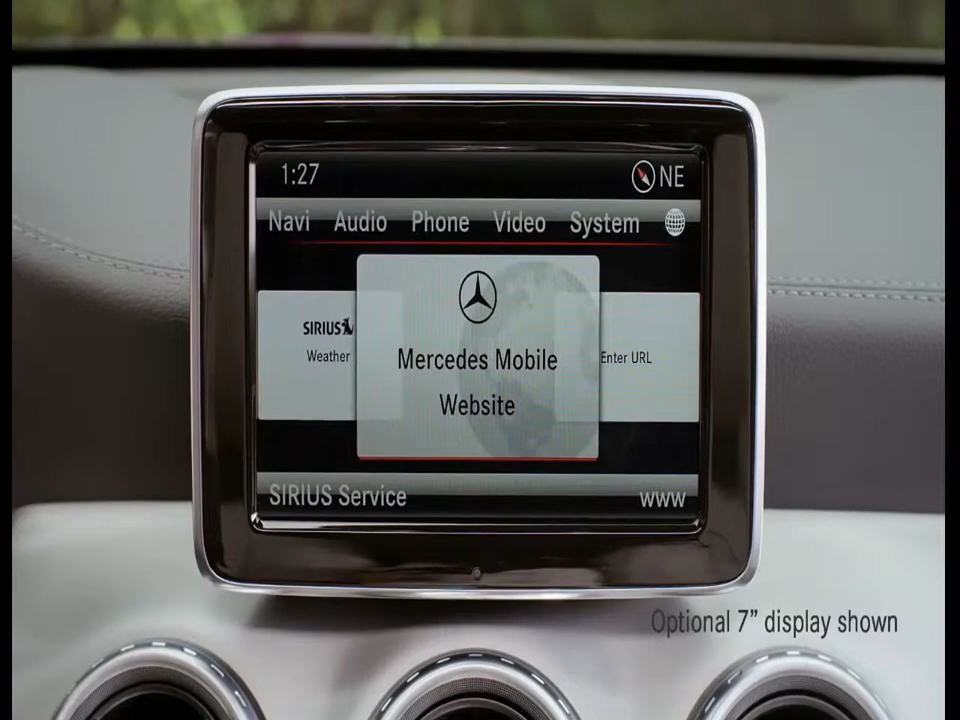 1:27
NE
Navi Audio Phone Video System
SIRIUS
Weather
Mercedes Mobile
Website
Enter URL
SIRIUS Service
www
Optional 7” display shown